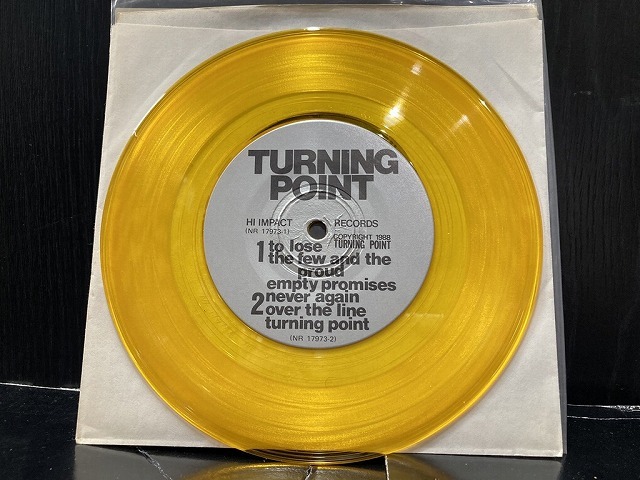 TURNING
POINT
HI IMPACT RECORDS
(NR 17973-1) COPYRIGHT 1988
TURNING POINT
1 to lose
the few and the
proud
empty promises
2 never again
over the line
turning point
(NR 17973-2)